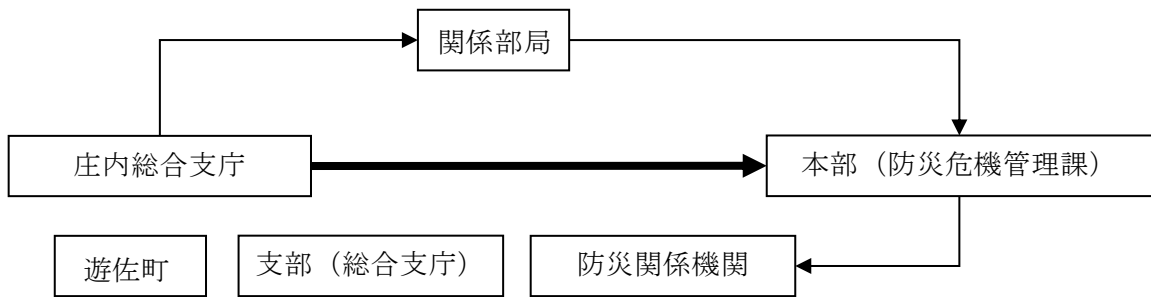 関係部局
庄内総合支庁
本部（防災危機管理課）
遊佐町
支部（総合支庁）
防災関係機関